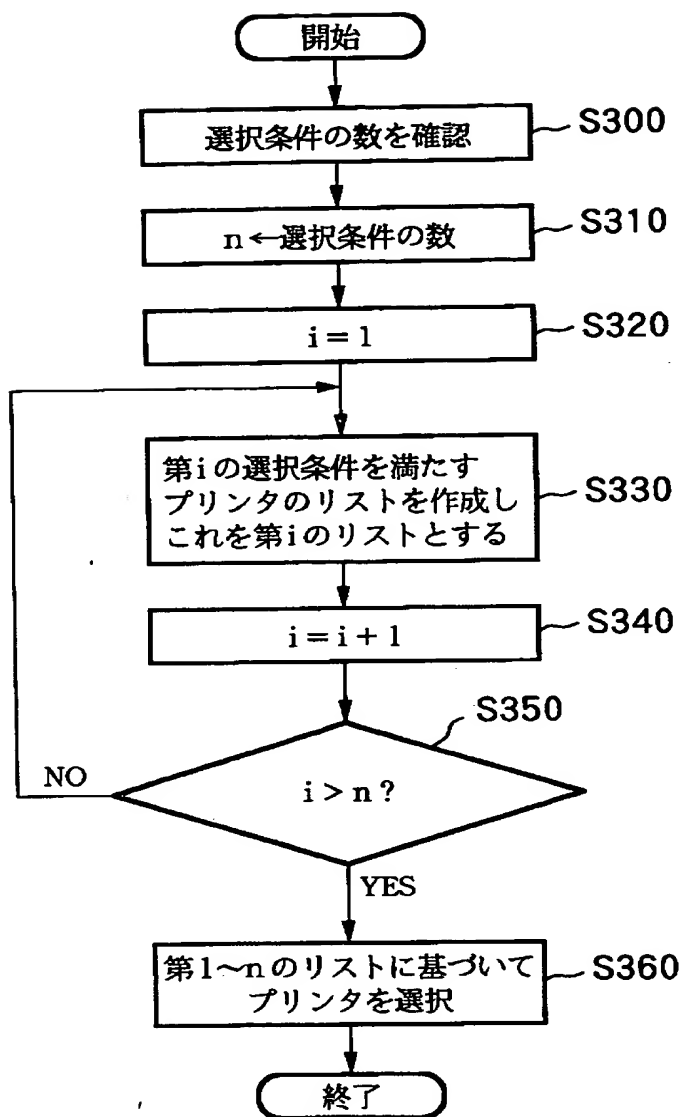 開始
選択条件の数を確認
S300
n←選択条件の数
S310
i=1
S320
第iの選択条件を満たす
プリンタのリストを作成し
これを第iのリストとする
S330
i=i+1
S340
S350
i>n?
NO
YES
第1~nのリストに基づいて
プリンタを選択
S360
終了